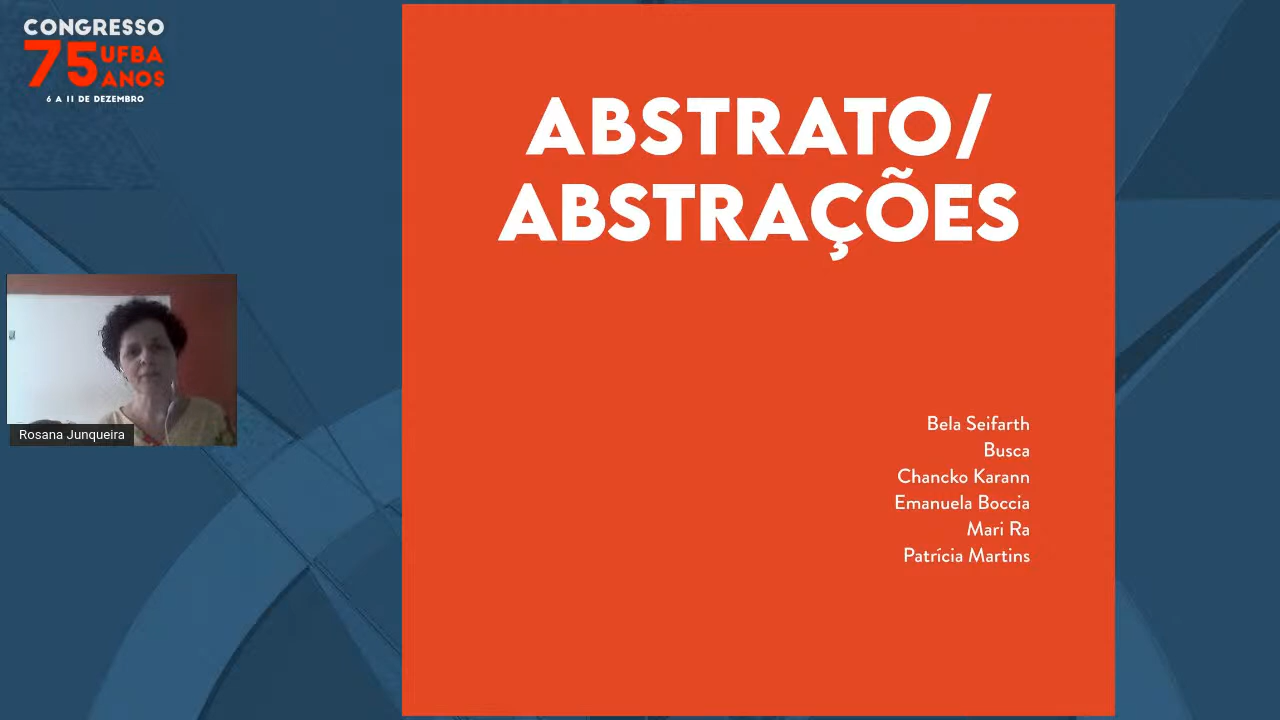 CONGRESSO
75 UFBA
ANOS
6 A 11 DE DEZEMBRO
ABSTRATO/
ABSTRAÇÕES
Rosana Junqueira
Bela Seifarth
Busca
Chancko Karann
Emanuela Boccia
Mari Ra
Patrícia Martins